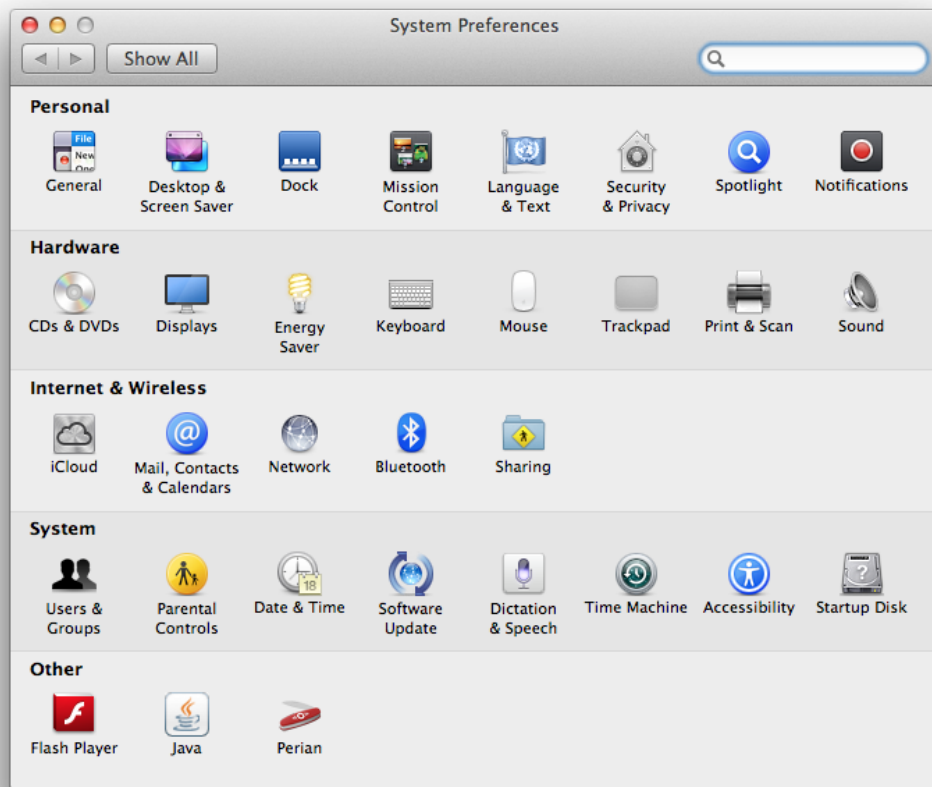 System Preferences
Show All
Personal
File
New
General
Desktop &
Screen Saver
Dock
Mission
Control
Language
& Text
Security
& Privacy
Spotlight
Notifications
Hardware
CDs & DVDs
Displays
Energy
Saver
Keyboard
Mouse
Trackpad
Print & Scan
Sound
Internet & Wireless
iCloud
@
Mail, Contacts
& Calendars
Network
Bluetooth
Sharing
System
Users &
Groups
Parental
Controls
18
Date & Time
Software
Update
Dictation
& Speech
Time Machine
Accessibility
?
Startup Disk
Other
Flash Player
Java
Perian